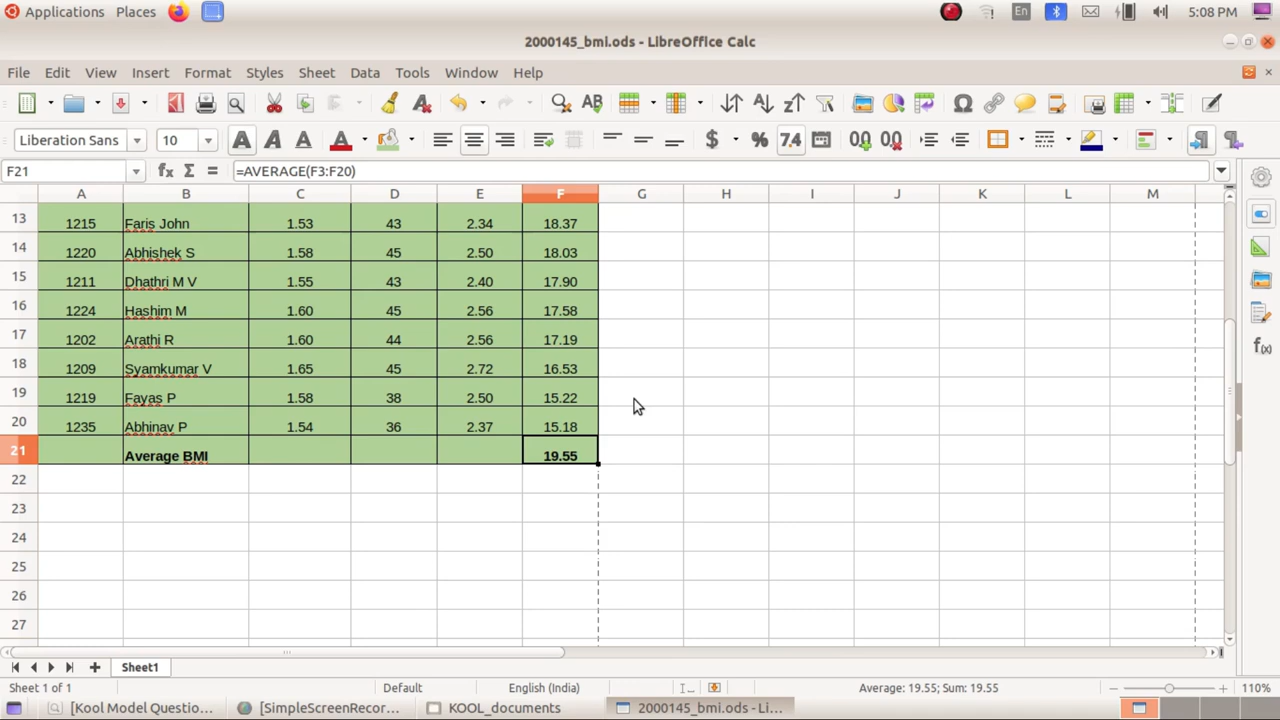 Applications Places En 5:08 PM
2000145_bmi.ods - LibreOffice Calc
File Edit View Insert Format Styles Sheet Data Tools Window Help
Liberation Sans 10 $ % 7.4
F21 fx Σ = =AVERAGE(F3:F20)
A B C D E F G H I J K L M
13 1215 Faris John 1.53 43 2.34 18.37
14 1220 Abhishek S 1.58 45 2.50 18.03
15 1211 Dhathri M V 1.55 43 2.40 17.90
16 1224 Hashim M 1.60 45 2.56 17.58
17 1202 Arathi R 1.60 44 2.56 17.19
18 1209 Syamkumar V 1.65 45 2.72 16.53
19 1219 Fayas P 1.58 38 2.50 15.22
20 1235 Abhinav P 1.54 36 2.37 15.18
21 Average BMI 19.55
22
23
24
25
26
27
Sheet1
Sheet 1 of 1 Default English (India) Average: 19.55; Sum: 19.55 110%
[Kool Model Questio... [SimpleScreenRecor... KOOL_documents 2000145_bmi.ods - Li...